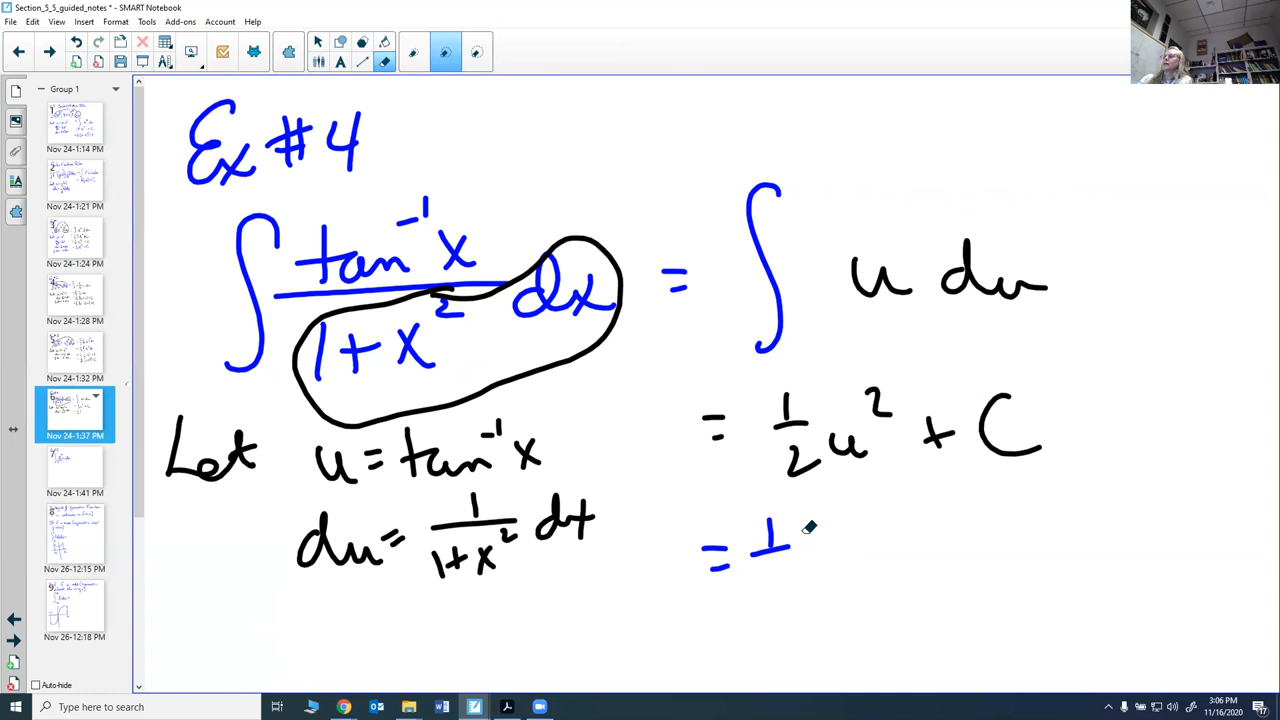 Section_5_5_guided_notes * - SMART Notebook
File Edit View Insert Format Tools Add-ons Account Help
Group 1
Nov 24-1:14 PM
Nov 24-1:21 PM
Nov 24-1:24 PM
Nov 24-1:28 PM
Nov 24-1:32 PM
Nov 24-1:37 PM
Nov 24-1:41 PM
Nov 26-12:15 PM
Nov 26-12:18 PM
Auto-hide
Ex #4
∫ tan⁻¹x / 1+x² dx = ∫ u du
= 1/2 u² + C
Let u = tan⁻¹x
du = 1/1+x² dx
= 1
Type here to search
3:06 PM
11/16/2020
17